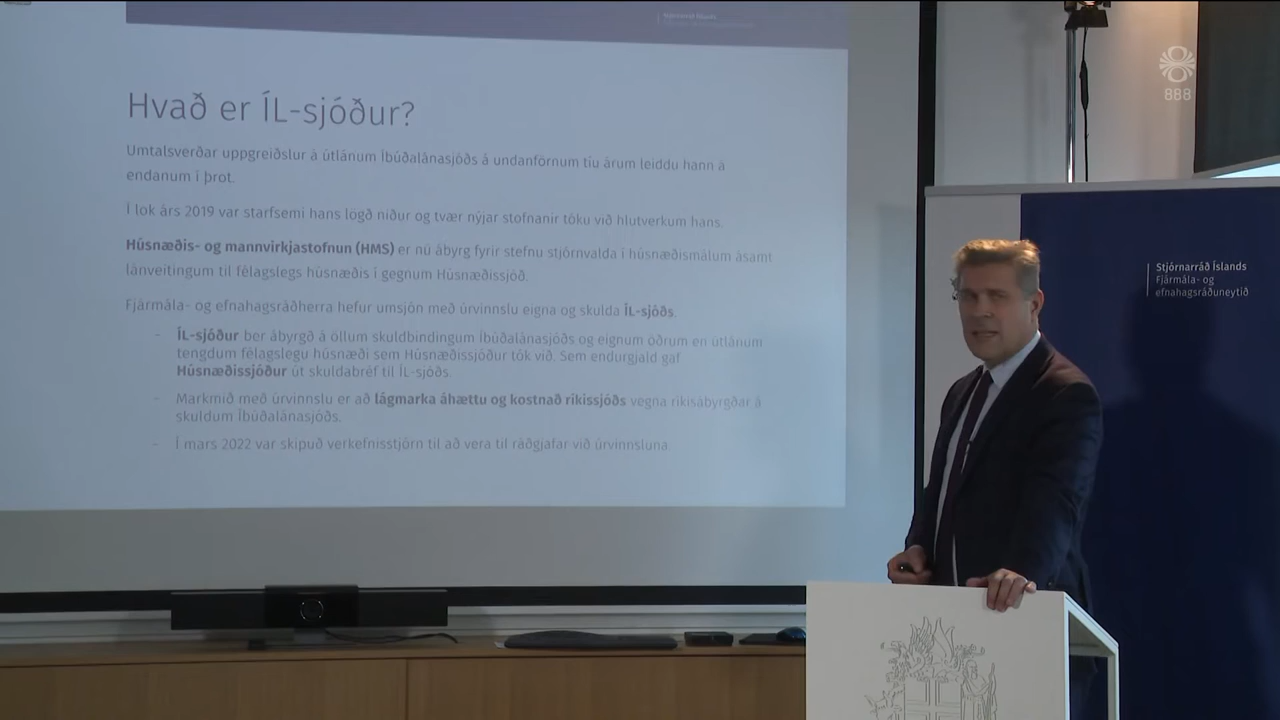 Hvað er ÍL-sjóður?
Umtalsverðar uppgreiðslur á útlánum Íbúðalánasjóðs á undanförnum tíu árum leiddu hann á
endanum í þrot.
Í lok árs 2019 var starfsemi hans lögð niður og tvær nýjar stofnanir tóku við hlutverkum hans.
Húsnæðis- og mannvirkjastofnun (HMS) er nú ábyrg fyrir stefnu stjórnvalda í húsnæðismálum ásamt
lánveitingum til félagslegs húsnæðis í gegnum Húsnæðissjóð.
Fjármála- og efnahagsráðherra hefur umsjón með úrvinnslu eigna og skulda ÍL-sjóðs.
- ÍL-sjóður ber ábyrgð á öllum skuldbindingum Íbúðalánasjóðs og eignum öðrum en útlánum
tengdum félagslegu húsnæði sem Húsnæðissjóður tók við. Sem endurgjald gaf
Húsnæðissjóður út skuldabréf til ÍL-sjóðs.
- Markmið með úrvinnslu er að lágmarka áhættu og kostnað ríkissjóðs vegna ríkisábyrgðar á
skuldum Íbúðalánasjóðs.
- Í mars 2022 var skipuð verkefnisstjórn til að vera til ráðgjafar við úrvinnsluna
888
Stjórnarráð Íslands
Fjármála- og
efnahagsráðuneytið